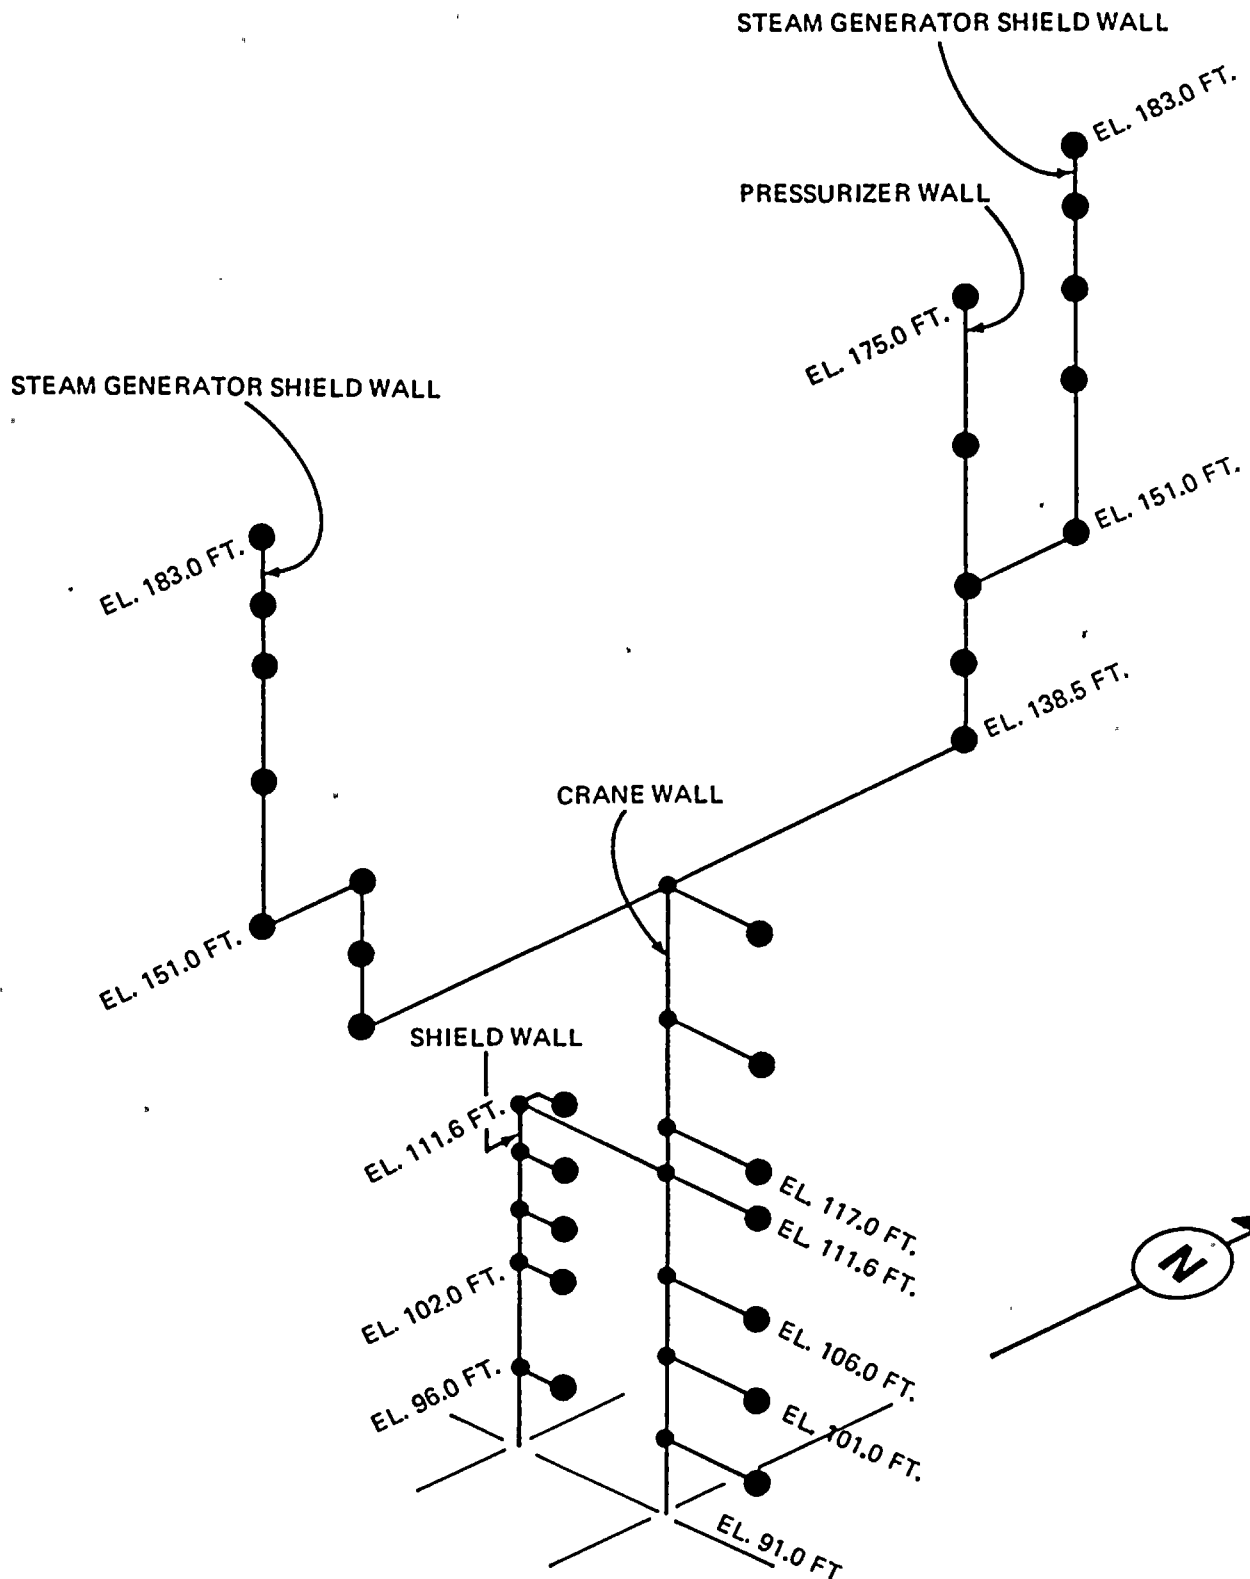 STEAM GENERATOR SHIELD WALL
EL. 183.0 FT.
PRESSURIZER WALL
EL. 175.0 FT.
STEAM GENERATOR SHIELD WALL
EL. 151.0 FT.
EL. 183.0 FT.
EL. 138.5 FT.
CRANE WALL
EL. 151.0 FT.
SHIELD WALL
EL. 111.6 FT.
EL. 117.0 FT.
EL. 111.6 FT.
N
EL. 102.0 FT.
EL. 106.0 FT.
EL. 96.0 FT.
EL. 101.0 FT.
EL. 91.0 FT